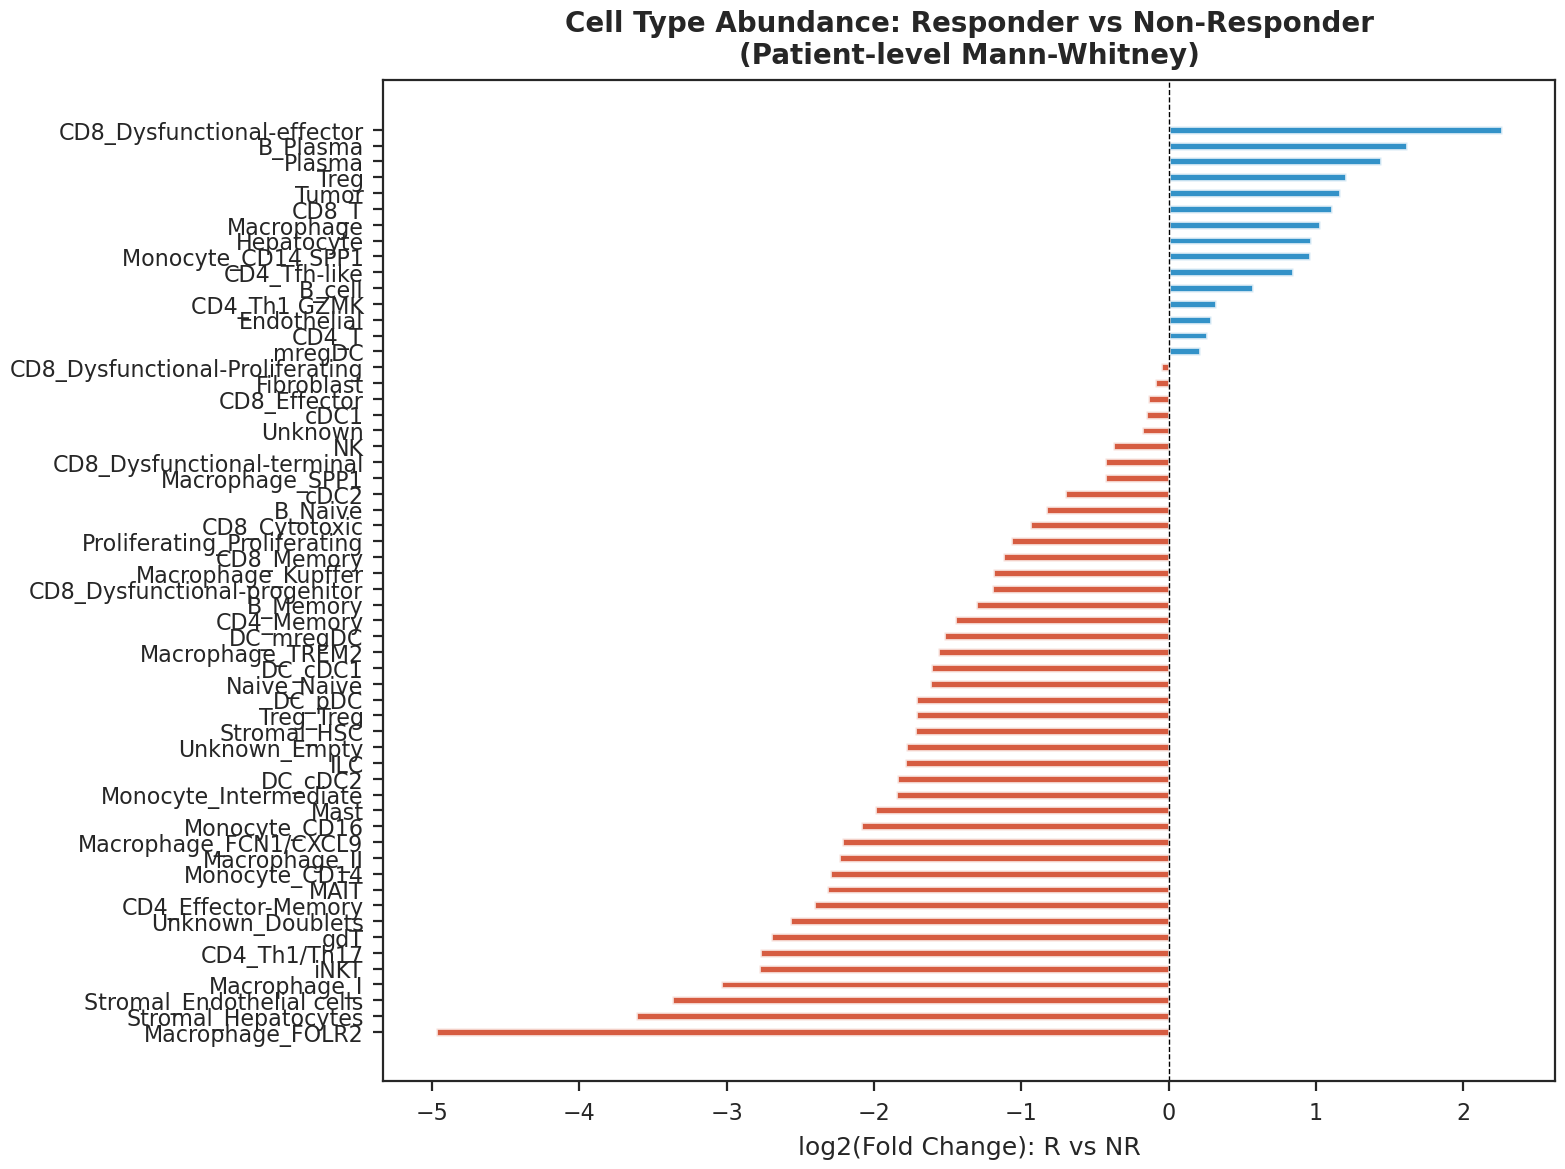 Cell Type Abundance: Responder vs Non-Responder
(Patient-level Mann-Whitney)
CD8_Dysfunctional-effector
B_Plasma
Plasma
Treg
Tumor
CD8_T
Macrophage
Hepatocyte
Monocyte_CD14 SPP1
CD4_Tfh-like
B_cell
CD4_Th1 GZMK
Endothelial
CD4_T
mregDC
CD8_Dysfunctional-Proliferating
Fibroblast
CD8_Effector
cDC1
Unknown
NK
CD8_Dysfunctional-terminal
Macrophage_SPP1
cDC2
B_Naive
CD8_Cytotoxic
Proliferating_Proliferating
CD8_Memory
Macrophage_Kupffer
CD8_Dysfunctional-progenitor
B_Memory
CD4_Memory
DC_mregDC
Macrophage_TREM2
DC_cDC1
Naive_Naive
DC_pDC
Treg_Treg
Stromal_HSC
Unknown_Empty
ILC
DC_cDC2
Monocyte_Intermediate
Mast
Monocyte_CD16
Macrophage_FCN1/CXCL9
Macrophage_II
Monocyte_CD14
MAIT
CD4_Effector-Memory
Unknown_Doublets
gdT
CD4_Th1/Th17
iNKT
Macrophage_I
Stromal_Endothelial cells
Stromal_Hepatocytes
Macrophage_FOLR2
−5 −4 −3 −2 −1 0 1 2
log2(Fold Change): R vs NR